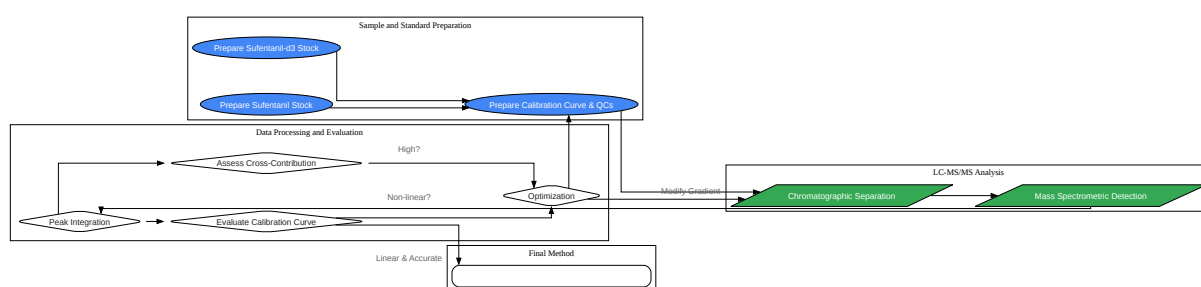 Sample and Standard Preparation
Prepare Sufentanil-d3 Stock
Prepare Sufentanil Stock
Prepare Calibration Curve & QCs
Data Processing and Evaluation
High?
Assess Cross-Contribution
Non-linear?
Optimization
Peak Integration
Evaluate Calibration Curve
Modify Gradient
LC-MS/MS Analysis
Chromatographic Separation
Mass Spectrometric Detection
Linear & Accurate
Final Method